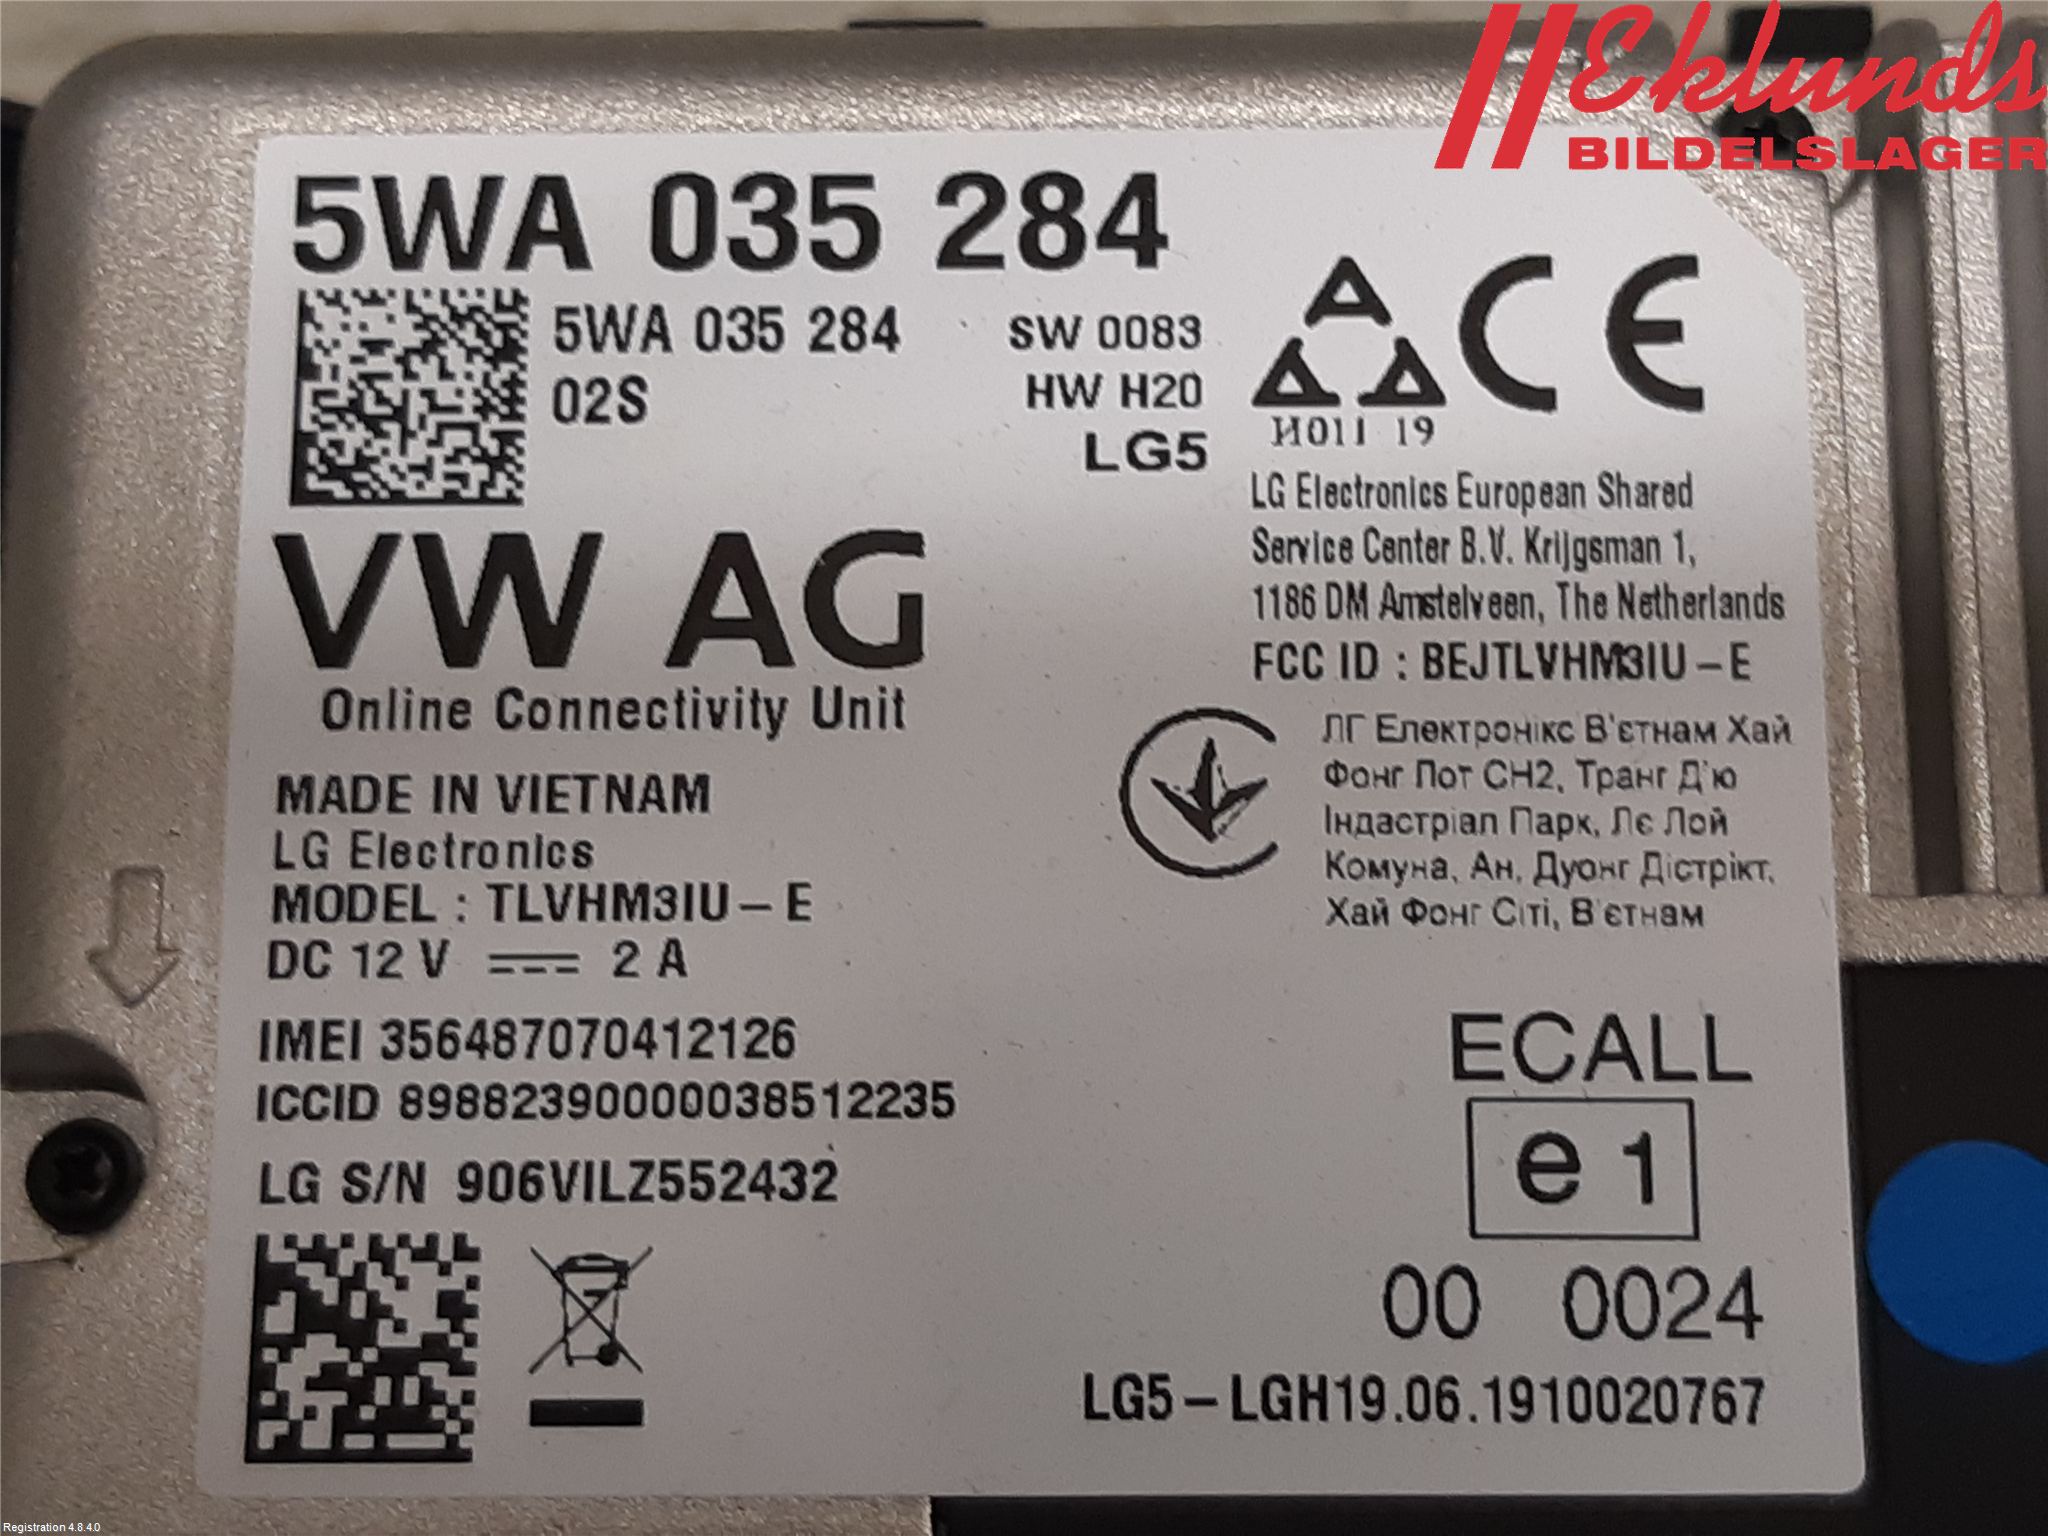 Eklunds
BILDELSLAGER
5WA 035 284
5WA 035 284
02S
SW 0083
HW H20
LG5
CE
И011 19
VW AG
Online Connectivity Unit
MADE IN VIETNAM
LG Electronics
MODEL : TLVHM3IU – E
DC 12 V 2 A
IMEI 356487070412126
ICCID 89882390000038512235
LG S/N 906VILZ552432
LG Electronics European Shared
Service Center B.V. Krijgsman 1,
1186 DM Amstelveen, The Netherlands
FCC ID : BEJTLVHM3IU – E
ЛГ Електронікс В'єтнам Хай
Фонг Лот СН2, Транг Д'ю
Індастріал Парк, Лє Лой
Комуна, Ан, Дуонг Дістрікт,
Хай Фонг Сіті, В'єтнам
ECALL
e 1
00 0024
LG5 – LGH19.06.1910020767
Registration 4.8.4.0